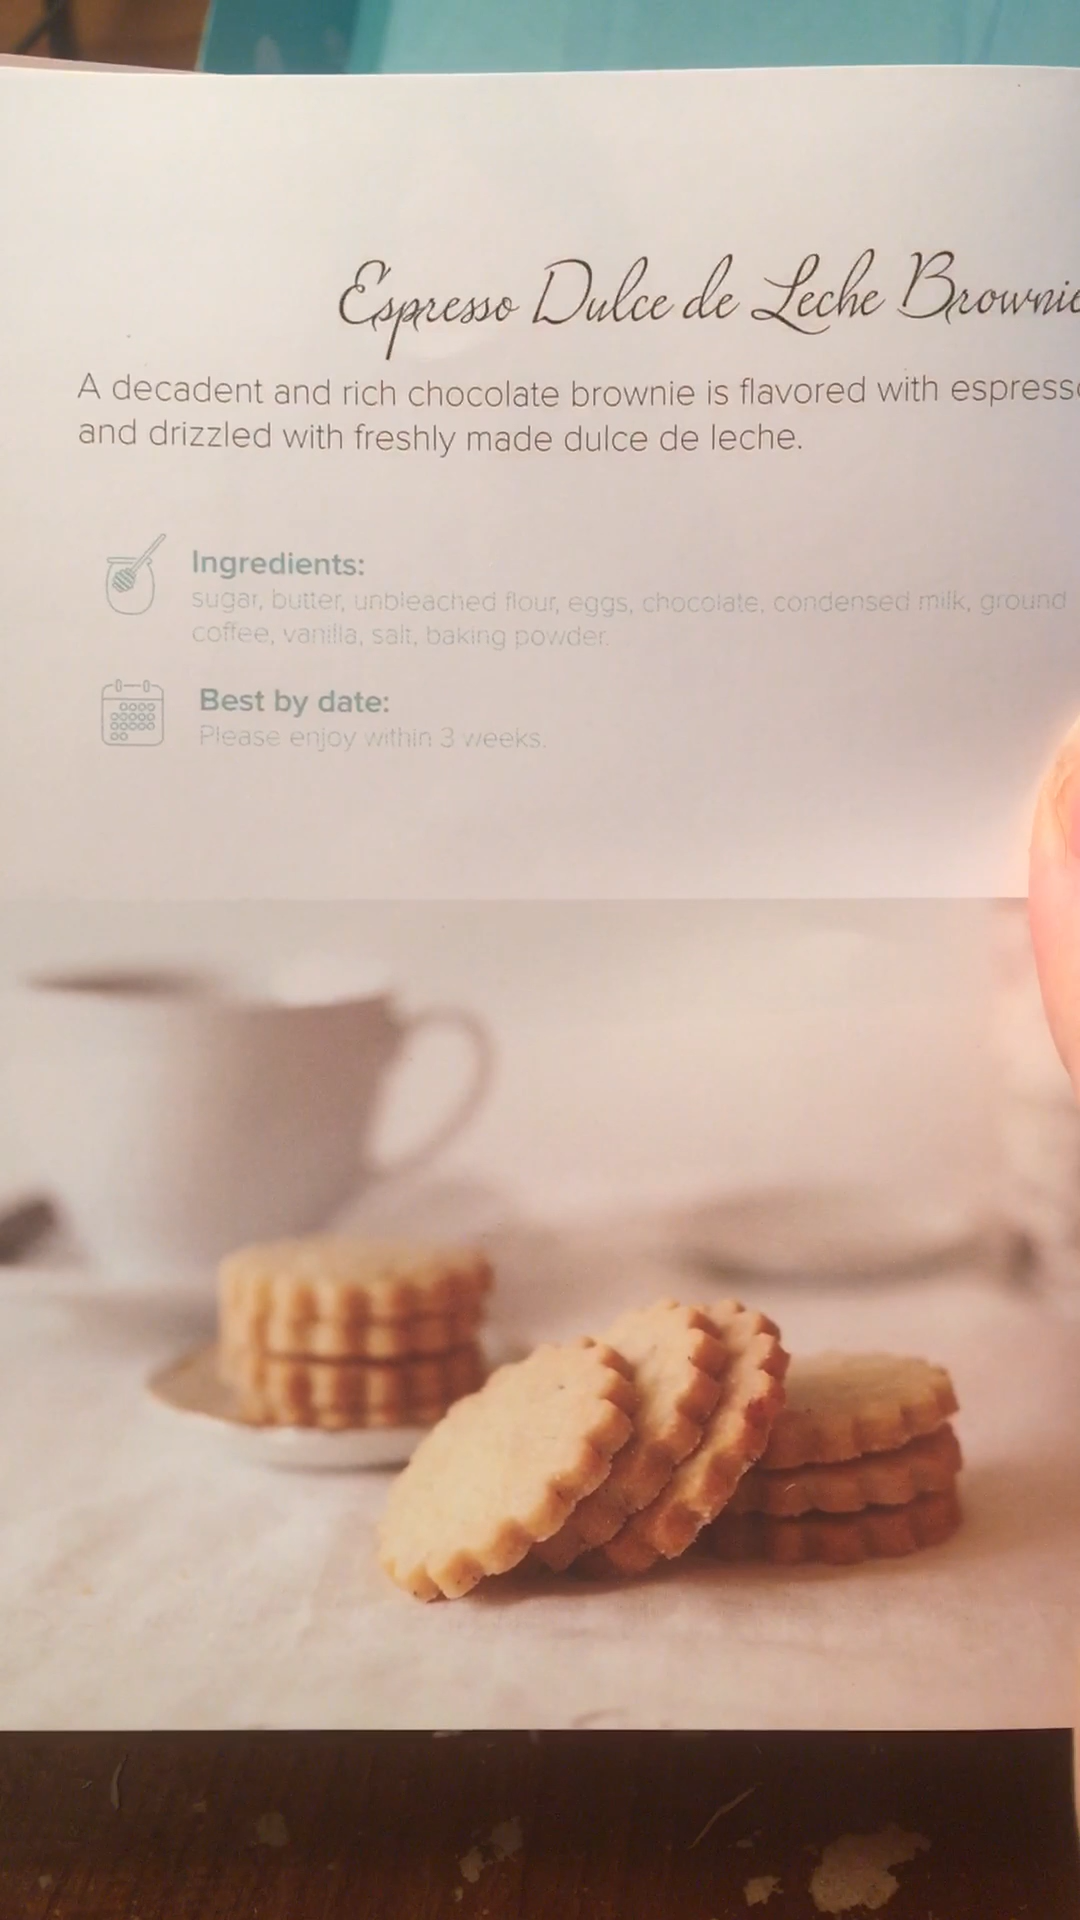 Espresso Dulce de Leche Brownie
A decadent and rich chocolate brownie is flavored with espresso
and drizzled with freshly made dulce de leche.
Ingredients:
sugar, butter, unbleached flour, eggs, chocolate, condensed milk, ground
coffee, vanilla, salt, baking powder.
Best by date:
Please enjoy within 3 weeks.